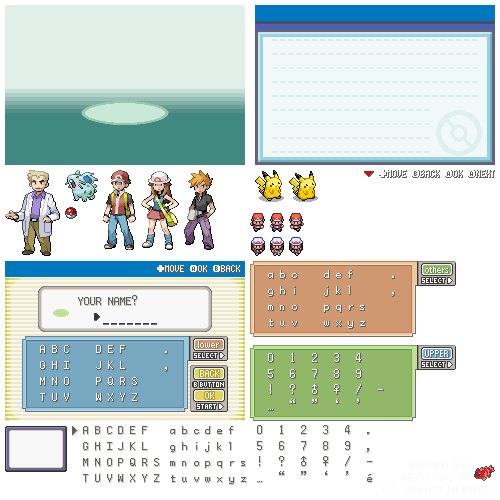 MOVE BACK OK NEXT
MOVE OK BACK
YOUR NAME?
A B C D E F .
G H I J K L ,
M N O P Q R S
T U V W X Y Z
lower
SELECT
BACK
B BUTTON
OK
START
a b c d e f .
g h i j k l ,
m n o p q r s
t u v w x y z
others
SELECT
0 1 2 3 4
5 6 7 8 9
! ? ♂ ♀ / -
… “ ” ‘ ’
UPPER
SELECT
A B C D E F a b c d e f 0 1 2 3 4 .
G H I J K L g h i j k l 5 6 7 8 9 ,
M N O P Q R S m n o p q r s ! ? ♂ ♀ / -
T U V W X Y Z t u v w x y z … “ ” ‘ ’ é